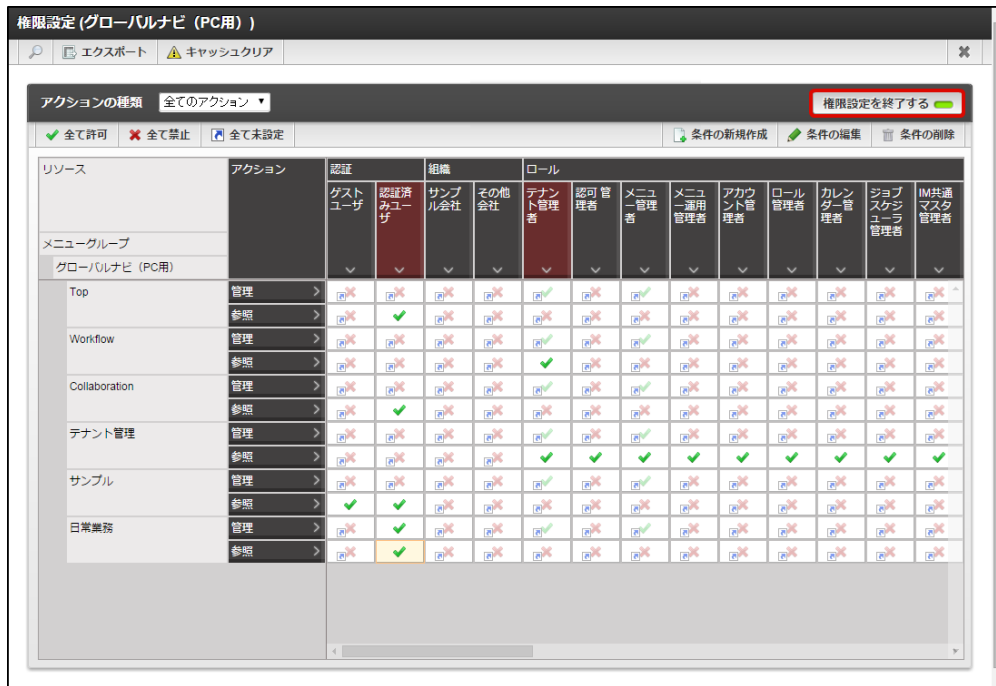 権限設定 (グローバルナビ（PC用）)
エクスポート キャッシュクリア
アクションの種類 全てのアクション 権限設定を終了する
全て許可 全て禁止 全て未設定 条件の新規作成 条件の編集 条件の削除
リソース アクション 認証 組織 ロール
ゲストユーザ 認証済みユーザ サンプル会社 その他会社 テナント管理者 認可 管理者 メニュー管理者 メニュー運用管理者 アカウント管理者 ロール管理者 カレンダー管理者 ジョブスケジューラ管理者 IM共通マスタ管理者
メニューグループ
グローバルナビ（PC用）
Top 管理
参照
Workflow 管理
参照
Collaboration 管理
参照
テナント管理 管理
参照
サンプル 管理
参照
日常業務 管理
参照